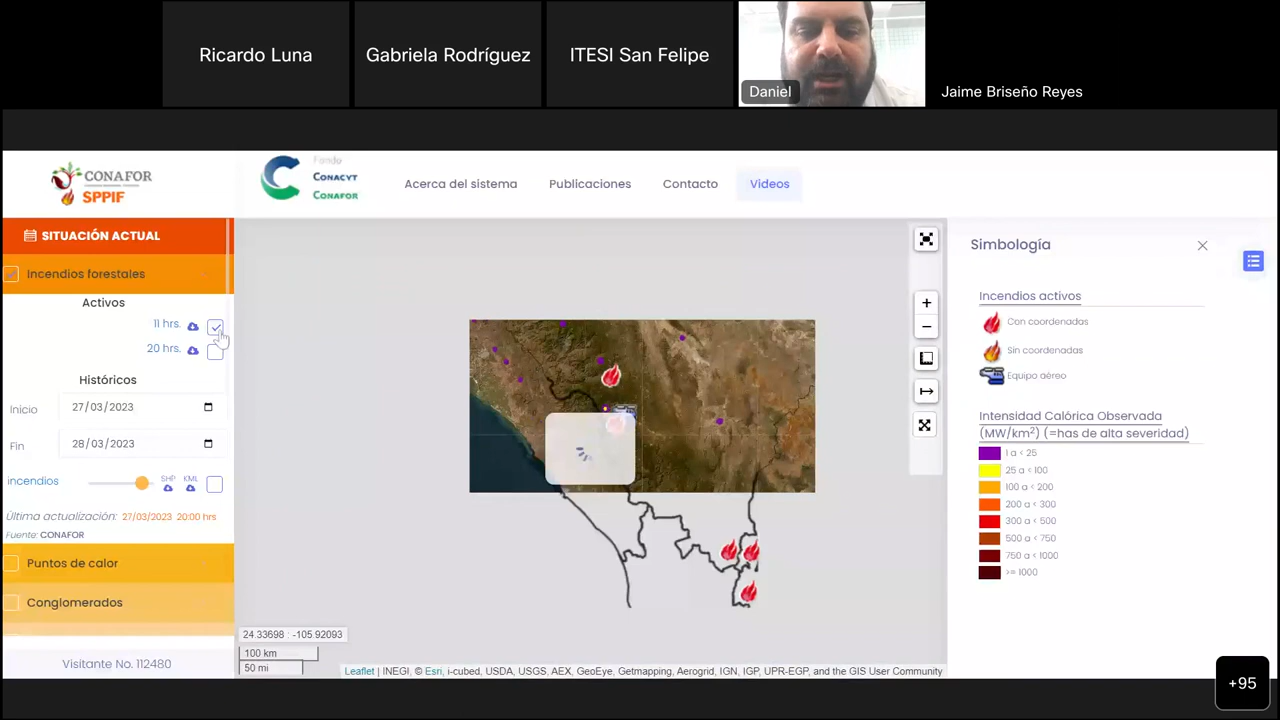 Ricardo Luna
Gabriela Rodríguez
ITESI San Felipe
Daniel
Jaime Briseño Reyes
CONAFOR
SPPIF
Fondo
CONACYT
CONAFOR
Acerca del sistema
Publicaciones
Contacto
Videos
SITUACIÓN ACTUAL
Incendios forestales
Activos
11 hrs.
20 hrs.
Históricos
Inicio
27/03/2023
Fin
28/03/2023
incendios
SHP
KML
Última actualización: 27/03/2023 20:00 hrs
Fuente: CONAFOR
Puntos de calor
Conglomerados
Visitante No. 112480
+
−
24.33698 : -105.92093
100 km
50 mi
Leaflet | INEGI, © Esri, i-cubed, USDA, USGS, AEX, GeoEye, Getmapping, Aerogrid, IGN, IGP, UPR-EGP, and the GIS User Community
Simbología
Incendios activos
Con coordenadas
Sin coordenadas
Equipo aéreo
Intensidad Calórica Observada
(MW/km²) (=has de alta severidad)
1 a < 25
25 a < 100
100 a < 200
200 a < 300
300 a < 500
500 a < 750
750 a < 1000
>= 1000
+95